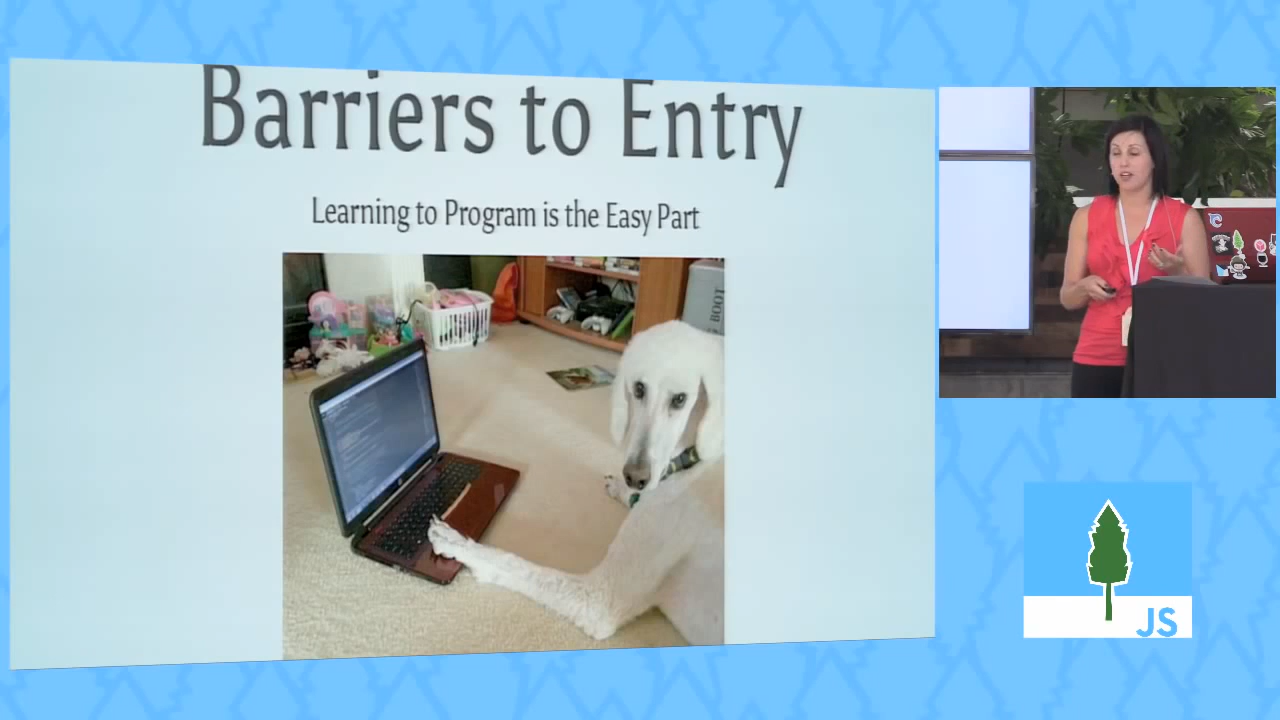 Barriers to Entry
Learning to Program is the Easy Part
BOOT
JS